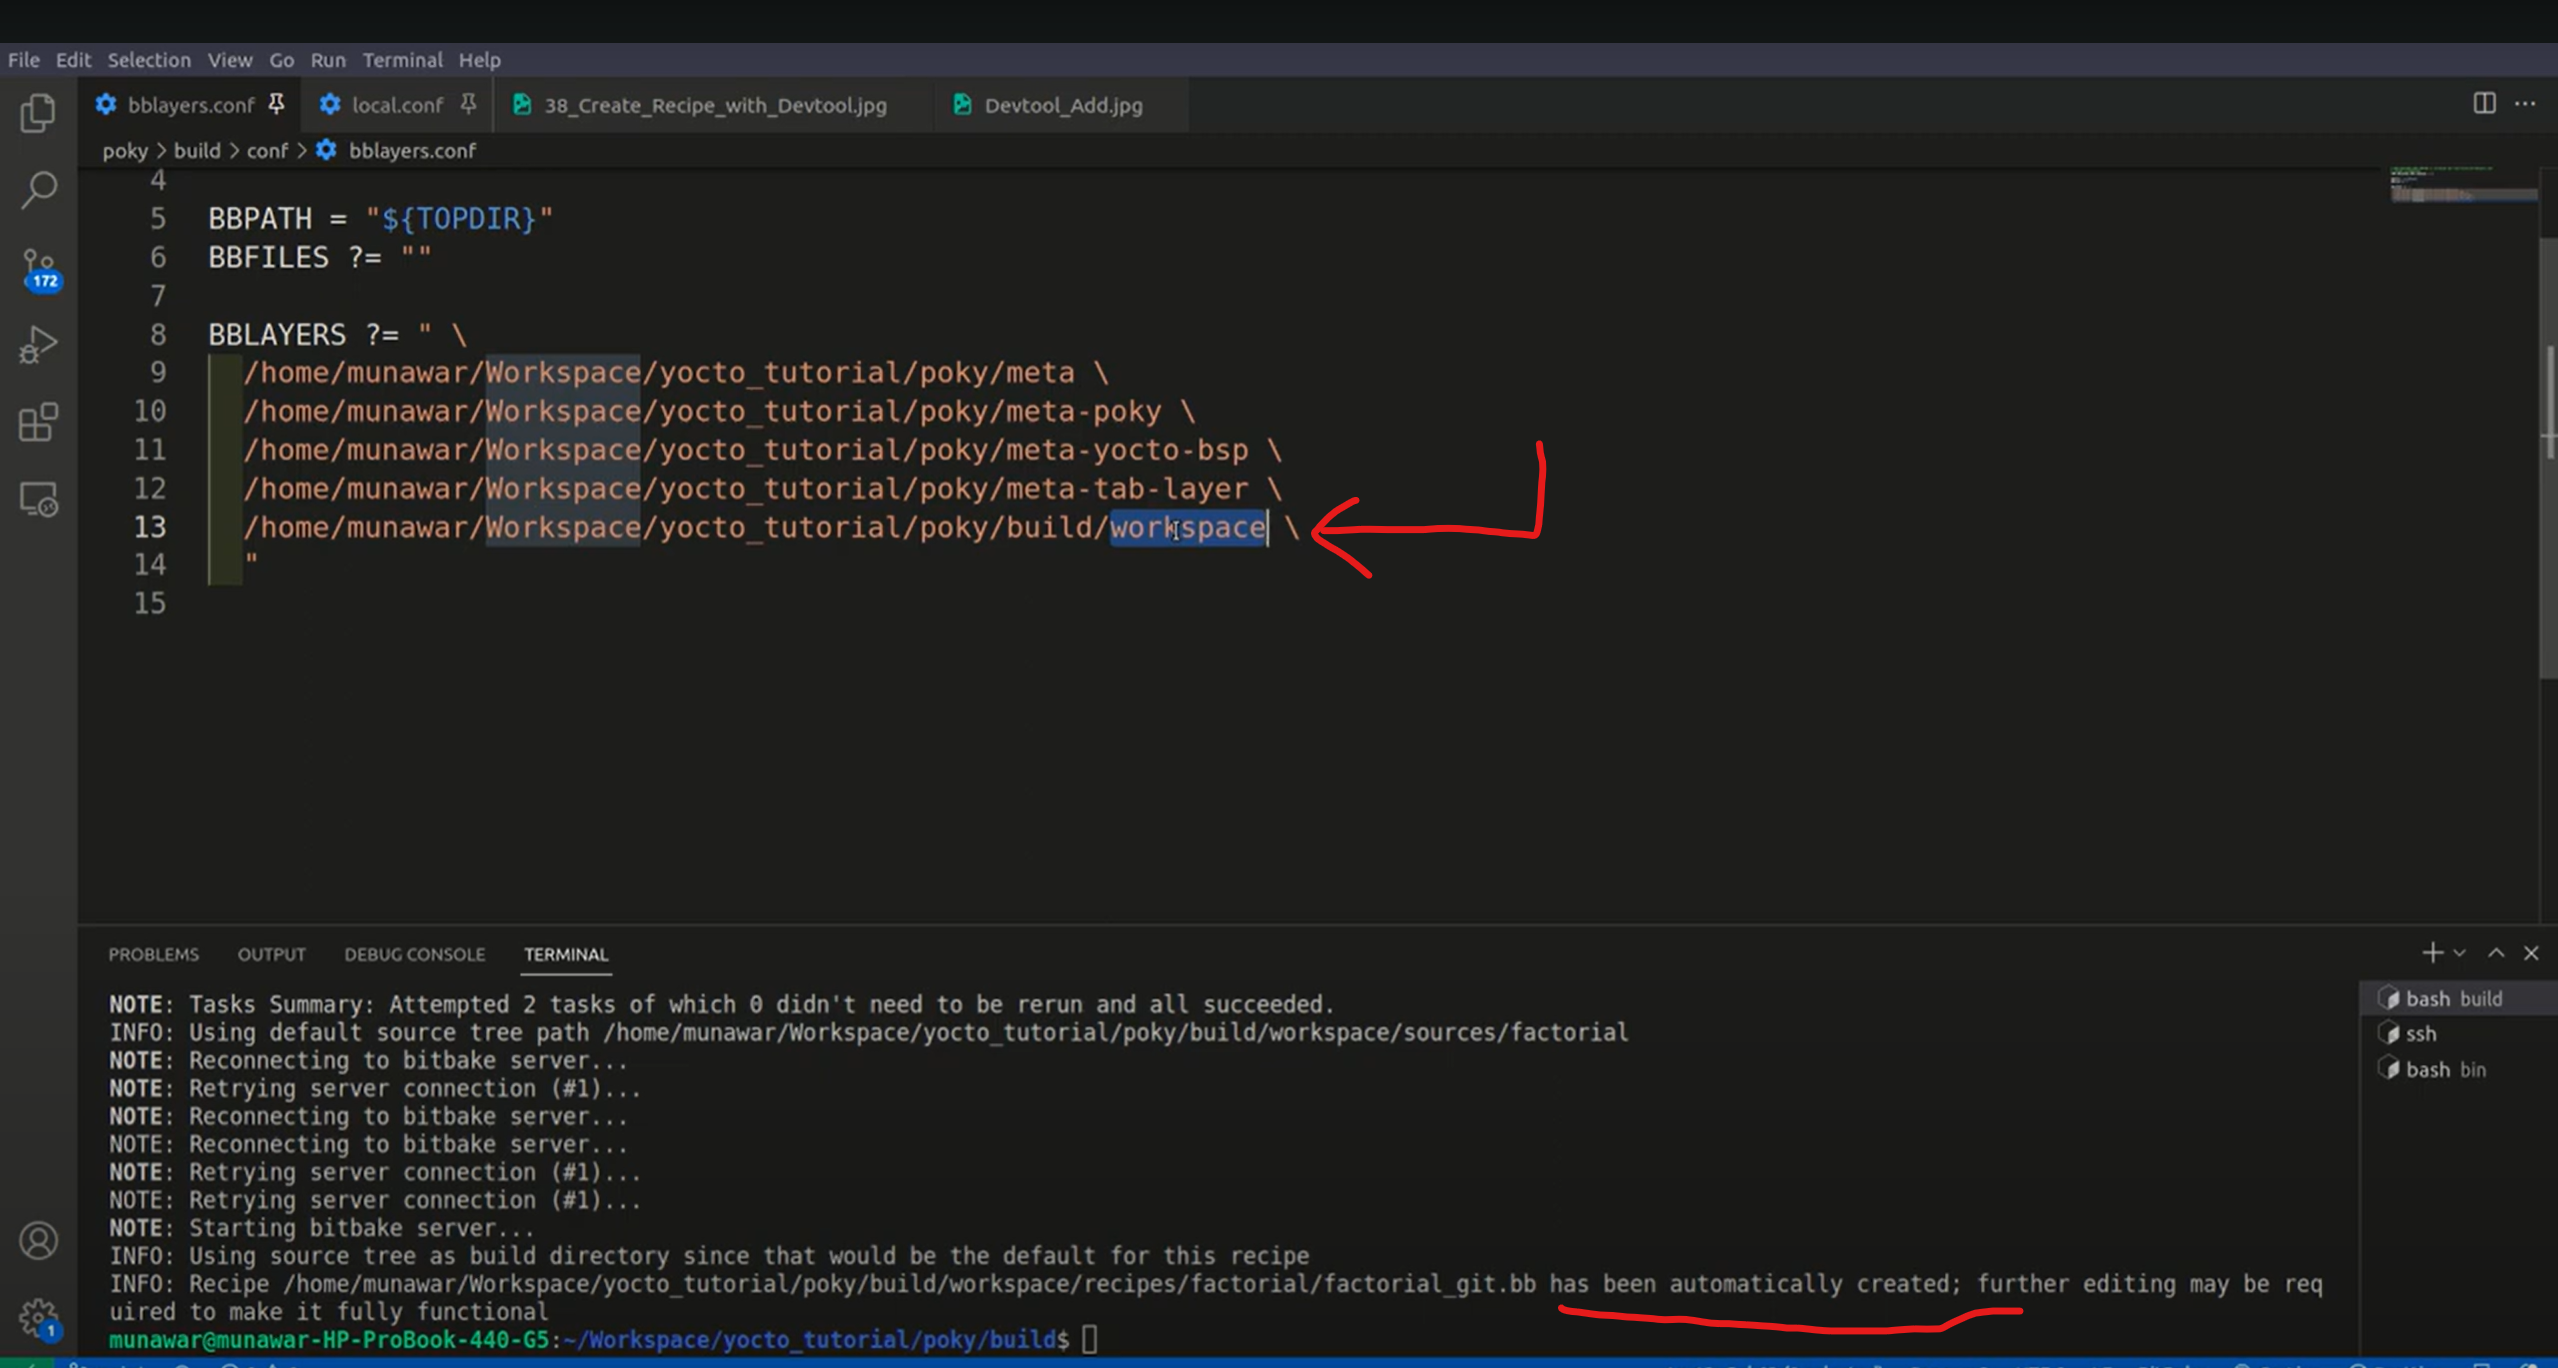 File Edit Selection View Go Run Terminal Help
bblayers.conf local.conf 38_Create_Recipe_with_Devtool.jpg Devtool_Add.jpg
poky > build > conf > bblayers.conf
4
5 BBPATH = "${TOPDIR}"
6 BBFILES ?= ""
7
8 BBLAYERS ?= " \
9 /home/munawar/Workspace/yocto_tutorial/poky/meta \
10 /home/munawar/Workspace/yocto_tutorial/poky/meta-poky \
11 /home/munawar/Workspace/yocto_tutorial/poky/meta-yocto-bsp \
12 /home/munawar/Workspace/yocto_tutorial/poky/meta-tab-layer \
13 /home/munawar/Workspace/yocto_tutorial/poky/build/workspace \
14 "
15
172
PROBLEMS OUTPUT DEBUG CONSOLE TERMINAL
NOTE: Tasks Summary: Attempted 2 tasks of which 0 didn't need to be rerun and all succeeded.
INFO: Using default source tree path /home/munawar/Workspace/yocto_tutorial/poky/build/workspace/sources/factorial
NOTE: Reconnecting to bitbake server...
NOTE: Retrying server connection (#1)...
NOTE: Reconnecting to bitbake server...
NOTE: Reconnecting to bitbake server...
NOTE: Retrying server connection (#1)...
NOTE: Retrying server connection (#1)...
NOTE: Starting bitbake server...
INFO: Using source tree as build directory since that would be the default for this recipe
INFO: Recipe /home/munawar/Workspace/yocto_tutorial/poky/build/workspace/recipes/factorial/factorial_git.bb has been automatically created; further editing may be req
uired to make it fully functional
munawar@munawar-HP-ProBook-440-G5:~/Workspace/yocto_tutorial/poky/build$
bash build
ssh
bash bin
1